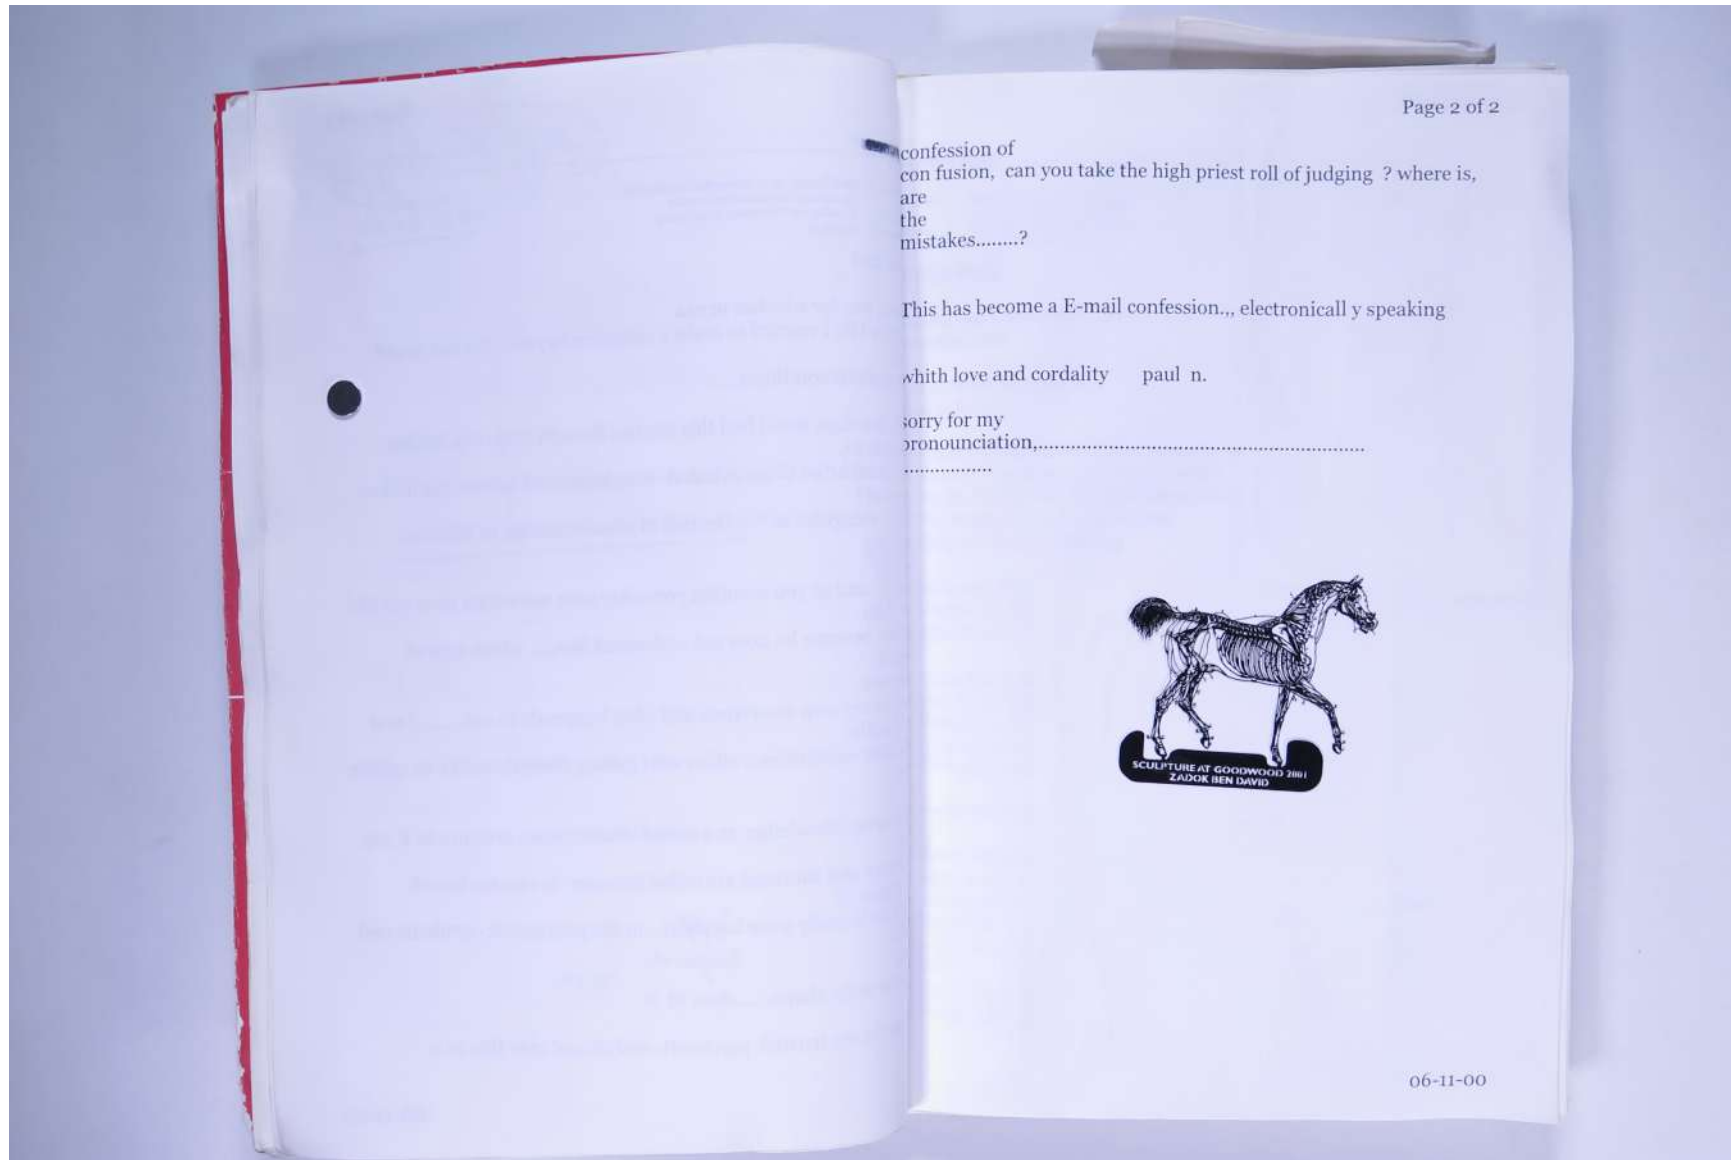 Page 2 of 2
confession of
con fusion, can you take the high priest roll of judging ? where is,
are
the
mistakes........?
This has become a E-mail confession.,, electronicall y speaking
whith love and cordality paul n.
sorry for my
pronounciation,..............................................................................
.................
SCULPTURE AT GOODWOOD 2001
ZADOK BEN DAVID
06-11-00